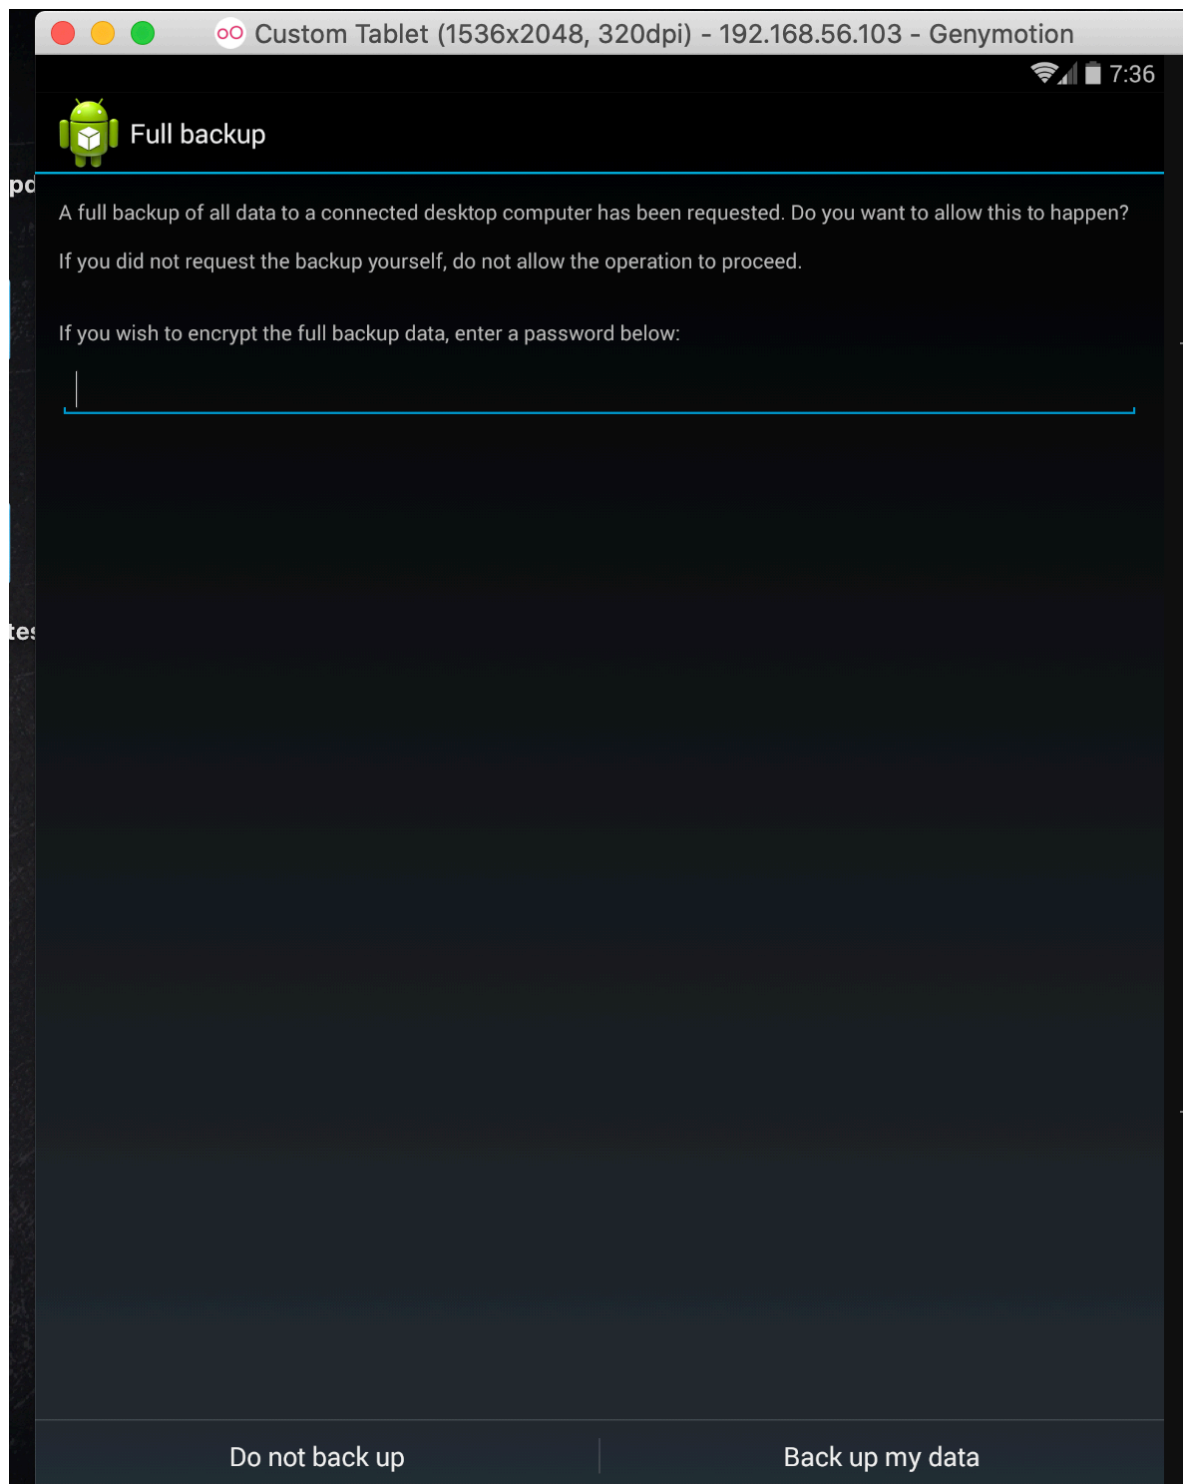 Custom Tablet (1536x2048, 320dpi) - 192.168.56.103 - Genymotion
7:36
Full backup
A full backup of all data to a connected desktop computer has been requested. Do you want to allow this to happen?
If you did not request the backup yourself, do not allow the operation to proceed.
If you wish to encrypt the full backup data, enter a password below:
Do not back up
Back up my data